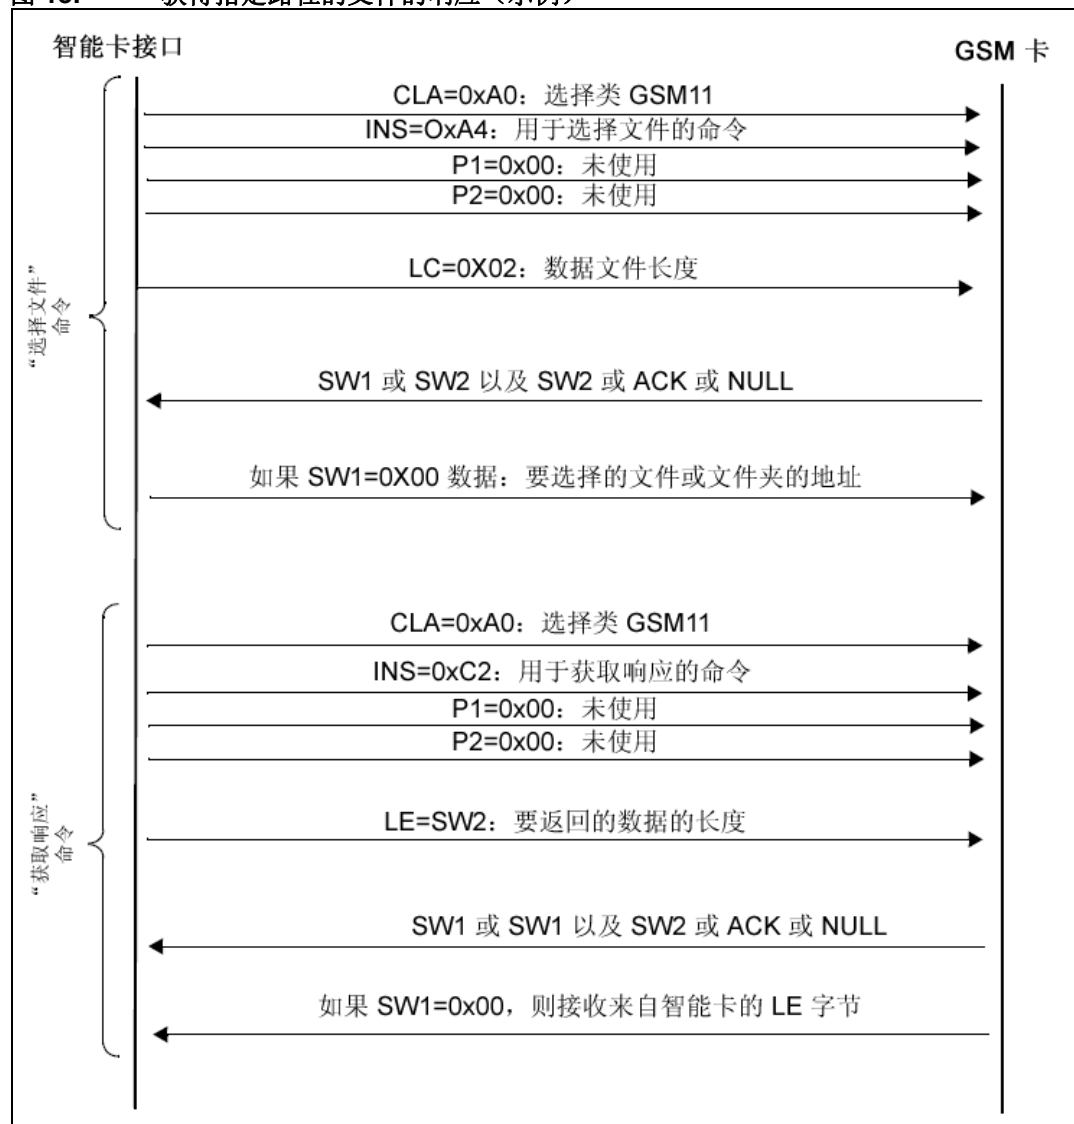 智能卡接口
GSM 卡
CLA=0xA0：选择类 GSM11
INS=OxA4：用于选择文件的命令
P1=0x00：未使用
P2=0x00：未使用
LC=0X02：数据文件长度
“选择文件”
命令
SW1 或 SW2 以及 SW2 或 ACK 或 NULL
如果 SW1=0X00 数据：要选择的文件或文件夹的地址
CLA=0xA0：选择类 GSM11
INS=0xC2：用于获取响应的命令
P1=0x00：未使用
P2=0x00：未使用
LE=SW2：要返回的数据的长度
“获取响应”
命令
SW1 或 SW1 以及 SW2 或 ACK 或 NULL
如果 SW1=0x00，则接收来自智能卡的 LE 字节